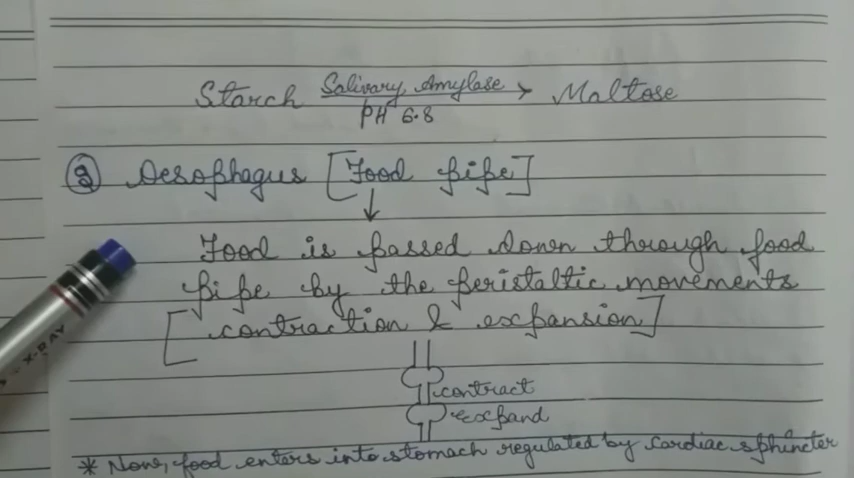 Starch Salivary Amylase → Maltose
PH 6.8
② Oesophagus [Food pipe]
↓
Food is passed down through food
pipe by the peristaltic movements
[contraction & expansion]
contract
expand
* Now, food enters into stomach regulated by cardiac sphincter